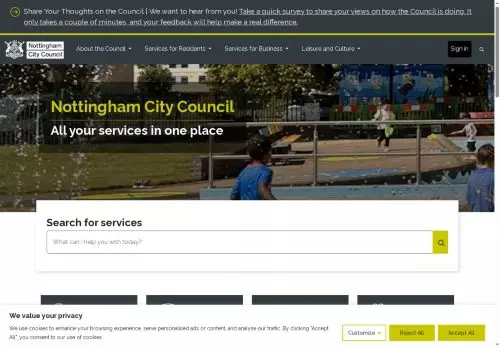 Share Your Thoughts on the Council | We want to hear from you! Take a quick survey to share your views on how the Council is doing. It
only takes a couple of minutes, and your feedback will help make a real difference.
Nottingham
City Council
About the Council
Services for Residents
Services for Business
Leisure and Culture
Sign in
Nottingham City Council
All your services in one place
Search for services
What can I help you with today?
We value your privacy
We use cookies to enhance your browsing experience, serve personalised ads or content, and analyse our traffic. By clicking "Accept
All", you consent to our use of cookies.
Customize
Reject All
Accept All